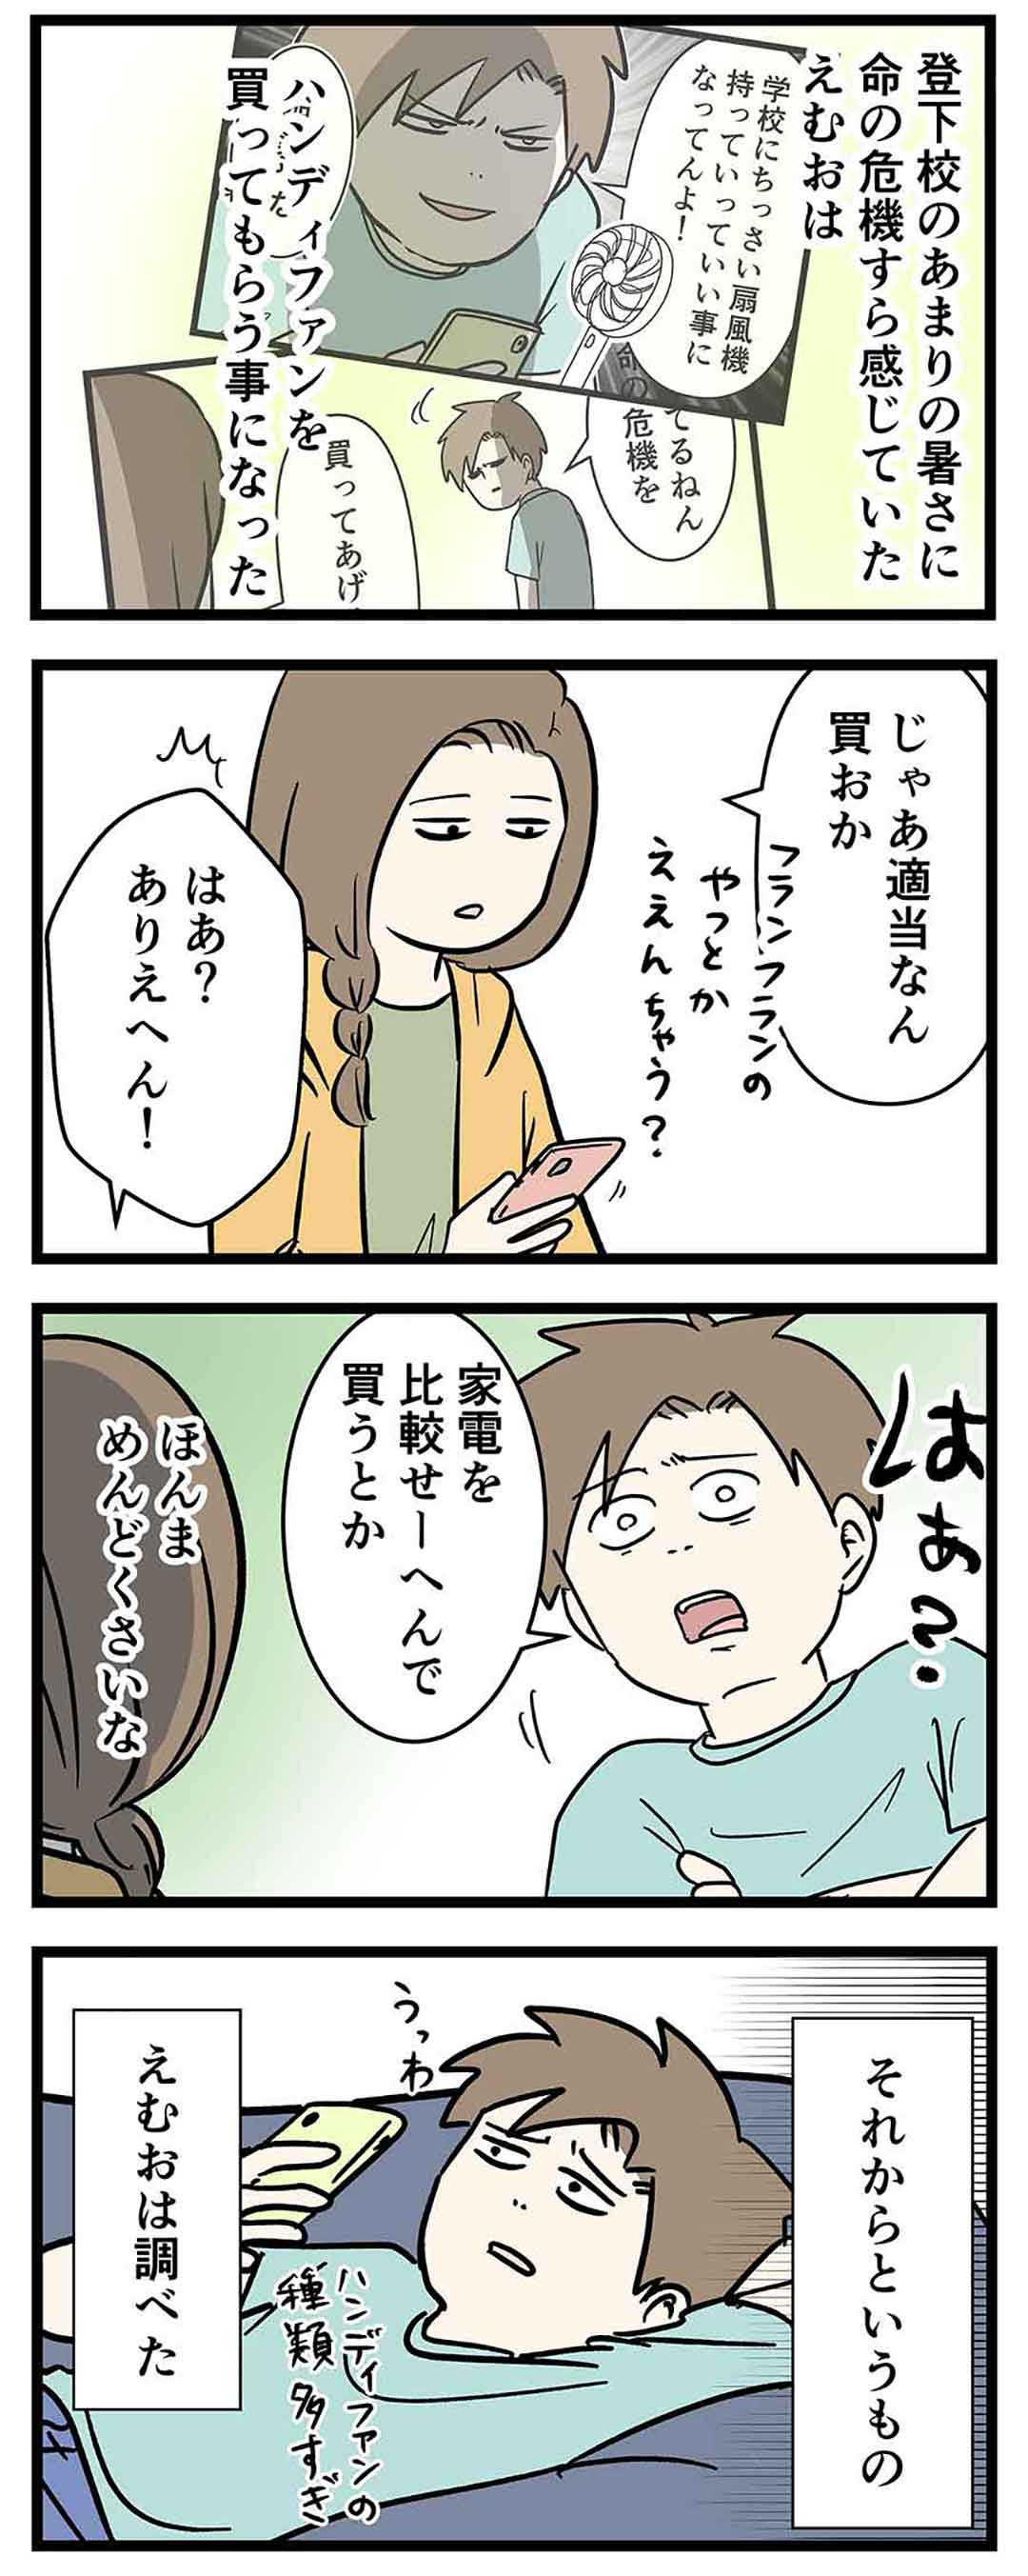 登下校のあまりの暑さに
命の危機すら感じていた
えむおは
学校にちっさい扇風機
持っていっていい事に
なってんよ！
ハンディファンを
買ってもらう事になった
てるねん
命の
危機を
買ってあげ
じゃあ適当なん
買おか
フランフランの
やつとか
ええんちゃう？
はあ？
ありえへん！
はぁ？
家電を
比較せーへんで
買うとか
ほんま
めんどくさいな
それからというもの
うっわ
ハンディファンの
種類多すぎ
えむおは調べた